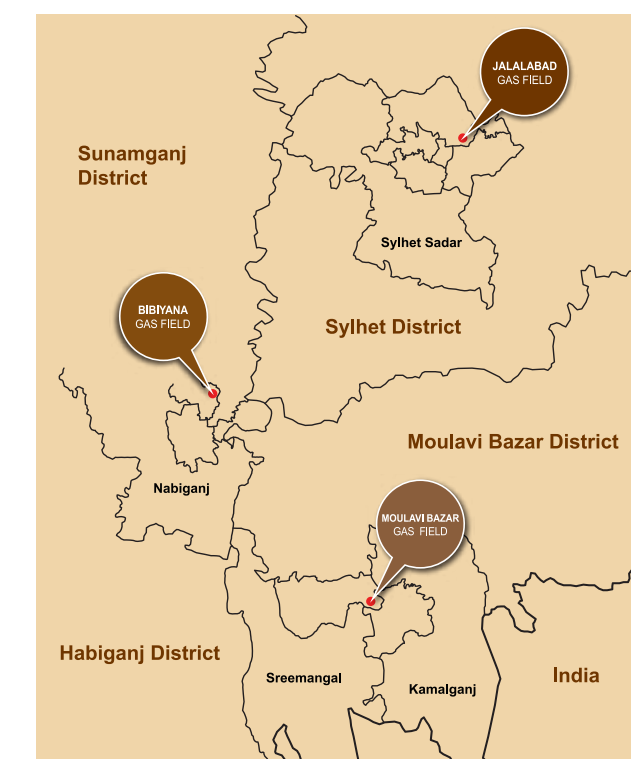 JALALABAD
GAS FIELD
Sunamganj
District
Sylhet Sadar
BIBIYANA
GAS FIELD
Sylhet District
Moulavi Bazar District
Nabiganj
MOULAVI BAZAR
GAS FIELD
Habiganj District
Sreemangal
Kamalganj
India